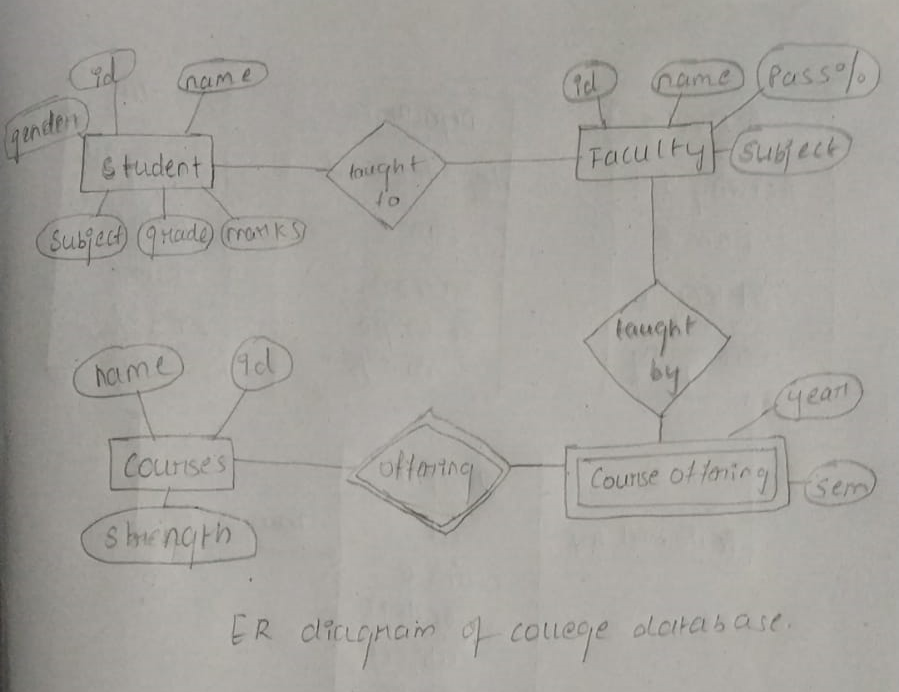 id
name
gender
Student
subject
grade
marks
taught
to
id
name
Pass%
Faculty
subject
taught
by
name
id
Courses
strength
offering
Course offering
year
sem
ER diagram of college database.